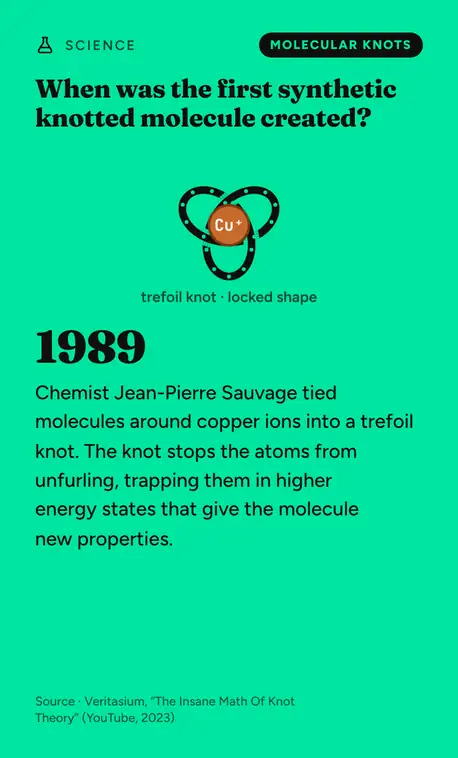 SCIENCE
MOLECULAR KNOTS
When was the first synthetic
knotted molecule created?
Cu⁺
trefoil knot · locked shape
1989
Chemist Jean-Pierre Sauvage tied
molecules around copper ions into a trefoil
knot. The knot stops the atoms from
unfurling, trapping them in higher
energy states that give the molecule
new properties.
Source · Veritasium, “The Insane Math Of Knot
Theory” (YouTube, 2023)